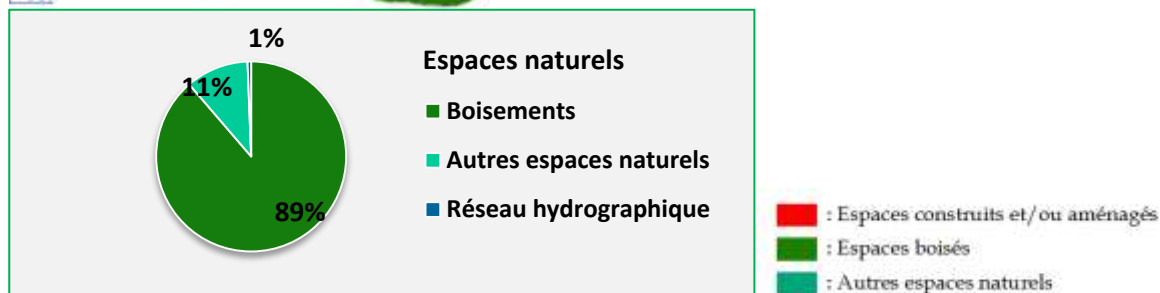 1%
11%
89%
Espaces naturels
Boisements
Autres espaces naturels
Réseau hydrographique
: Espaces construits et/ou aménagés
: Espaces boisés
: Autres espaces naturels